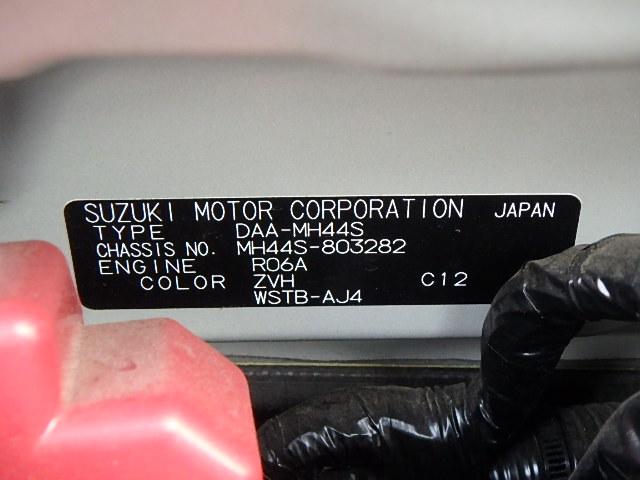 SUZUKI MOTOR CORPORATION JAPAN
TYPE DAA-MH44S
CHASSIS NO. MH44S-803282
ENGINE R06A
COLOR ZVH C12
WSTB-AJ4